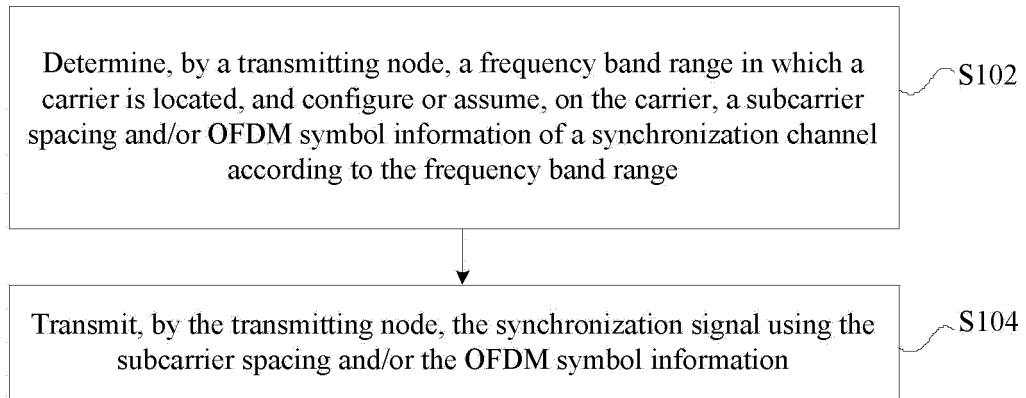 Determine, by a transmitting node, a frequency band range in which a
carrier is located, and configure or assume, on the carrier, a subcarrier
spacing and/or OFDM symbol information of a synchronization channel
according to the frequency band range
S102
Transmit, by the transmitting node, the synchronization signal using the
subcarrier spacing and/or the OFDM symbol information
S104